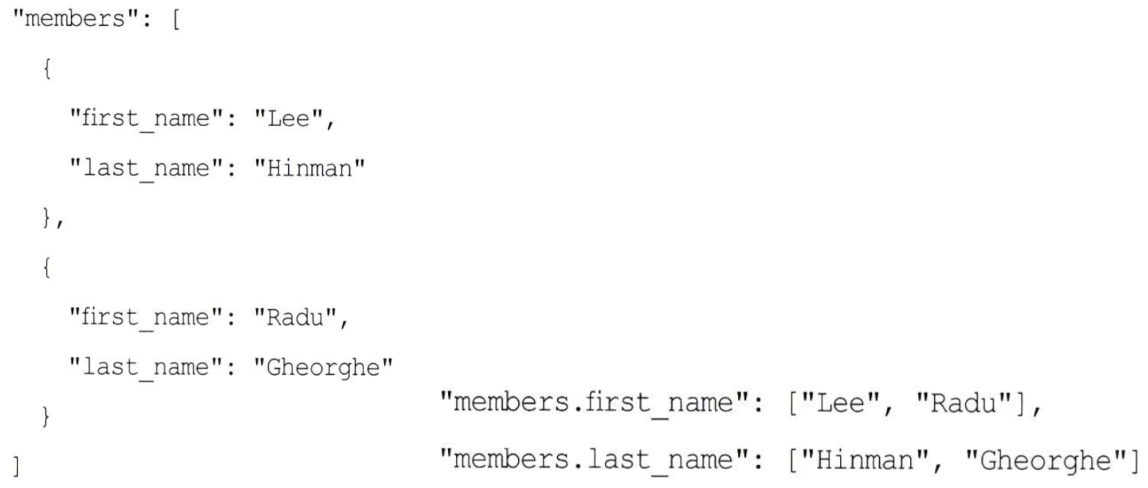 "members": [
{
"first_name": "Lee",
"last_name": "Hinman"
},
{
"first_name": "Radu",
"last_name": "Gheorghe"
}
]
"members.first_name": ["Lee", "Radu"],
"members.last_name": ["Hinman", "Gheorghe"]